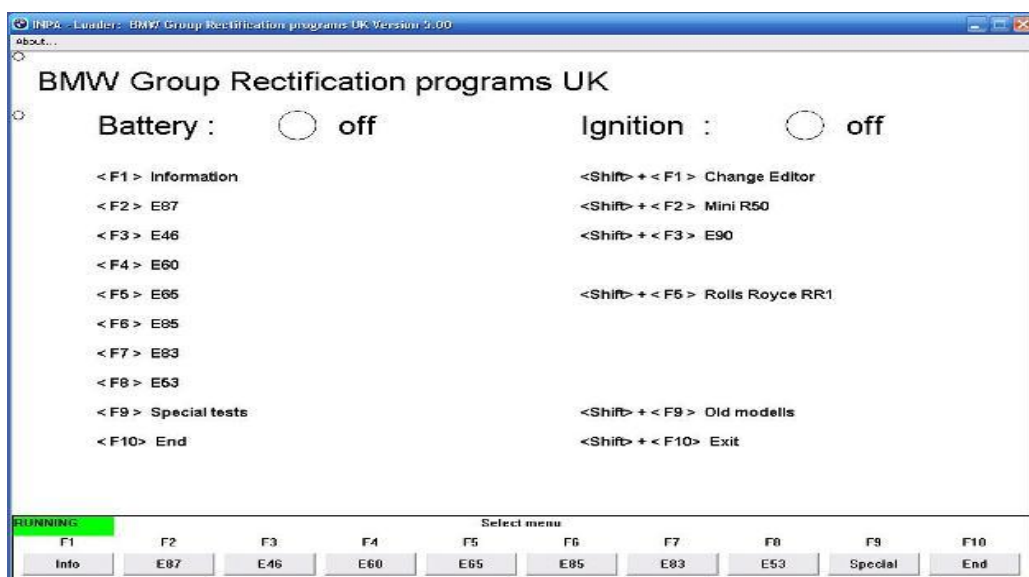 INPA - Loader: BMW Group Rectification programs UK Version 5.00
About...
BMW Group Rectification programs UK
Battery : off Ignition : off
< F1 > Information <Shift> + < F1 > Change Editor
< F2 > E87 <Shift> + < F2 > Mini R50
< F3 > E46 <Shift> + < F3 > E90
< F4 > E60
< F5 > E65 <Shift> + < F5 > Rolls Royce RR1
< F6 > E85
< F7 > E83
< F8 > E53
< F9 > Special tests <Shift> + < F9 > Old modells
< F10> End <Shift> + < F10> Exit
RUNNING Select menu
F1 F2 F3 F4 F5 F6 F7 F8 F9 F10
Info E87 E46 E60 E65 E85 E83 E53 Special End